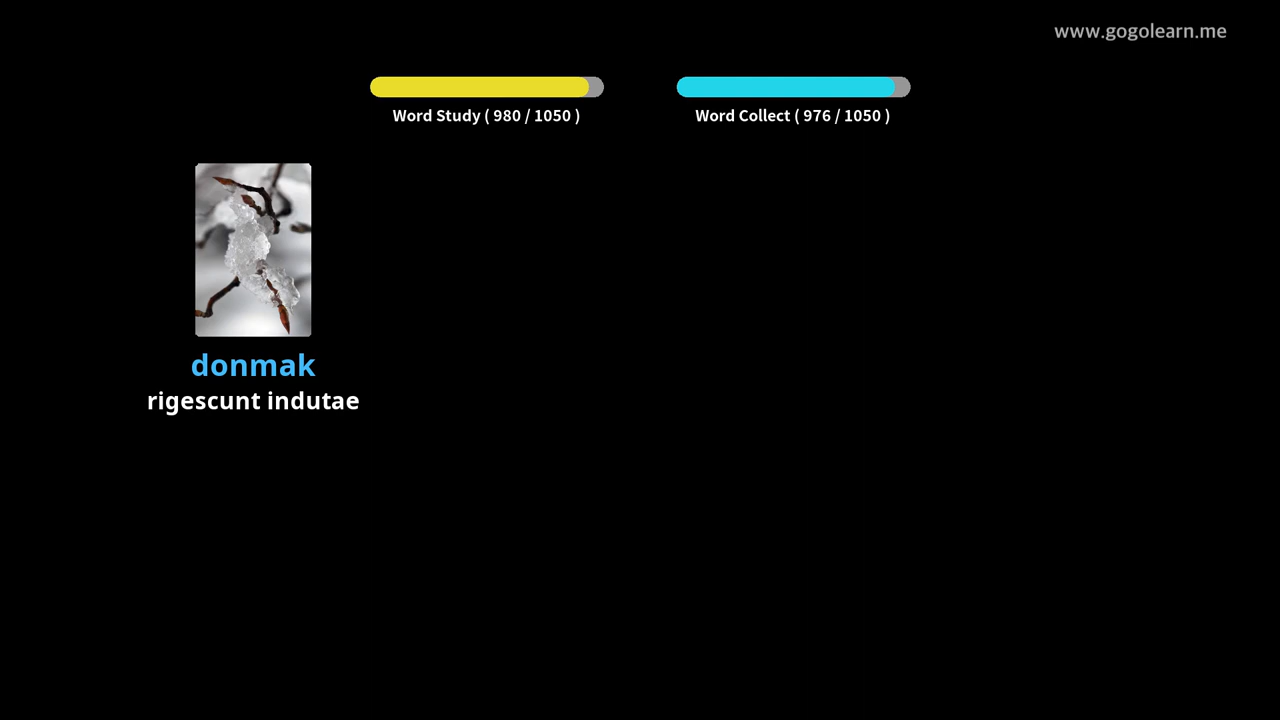 www.gogolearn.me
Word Study ( 980 / 1050 )
Word Collect ( 976 / 1050 )
donmak
rigescunt indutae